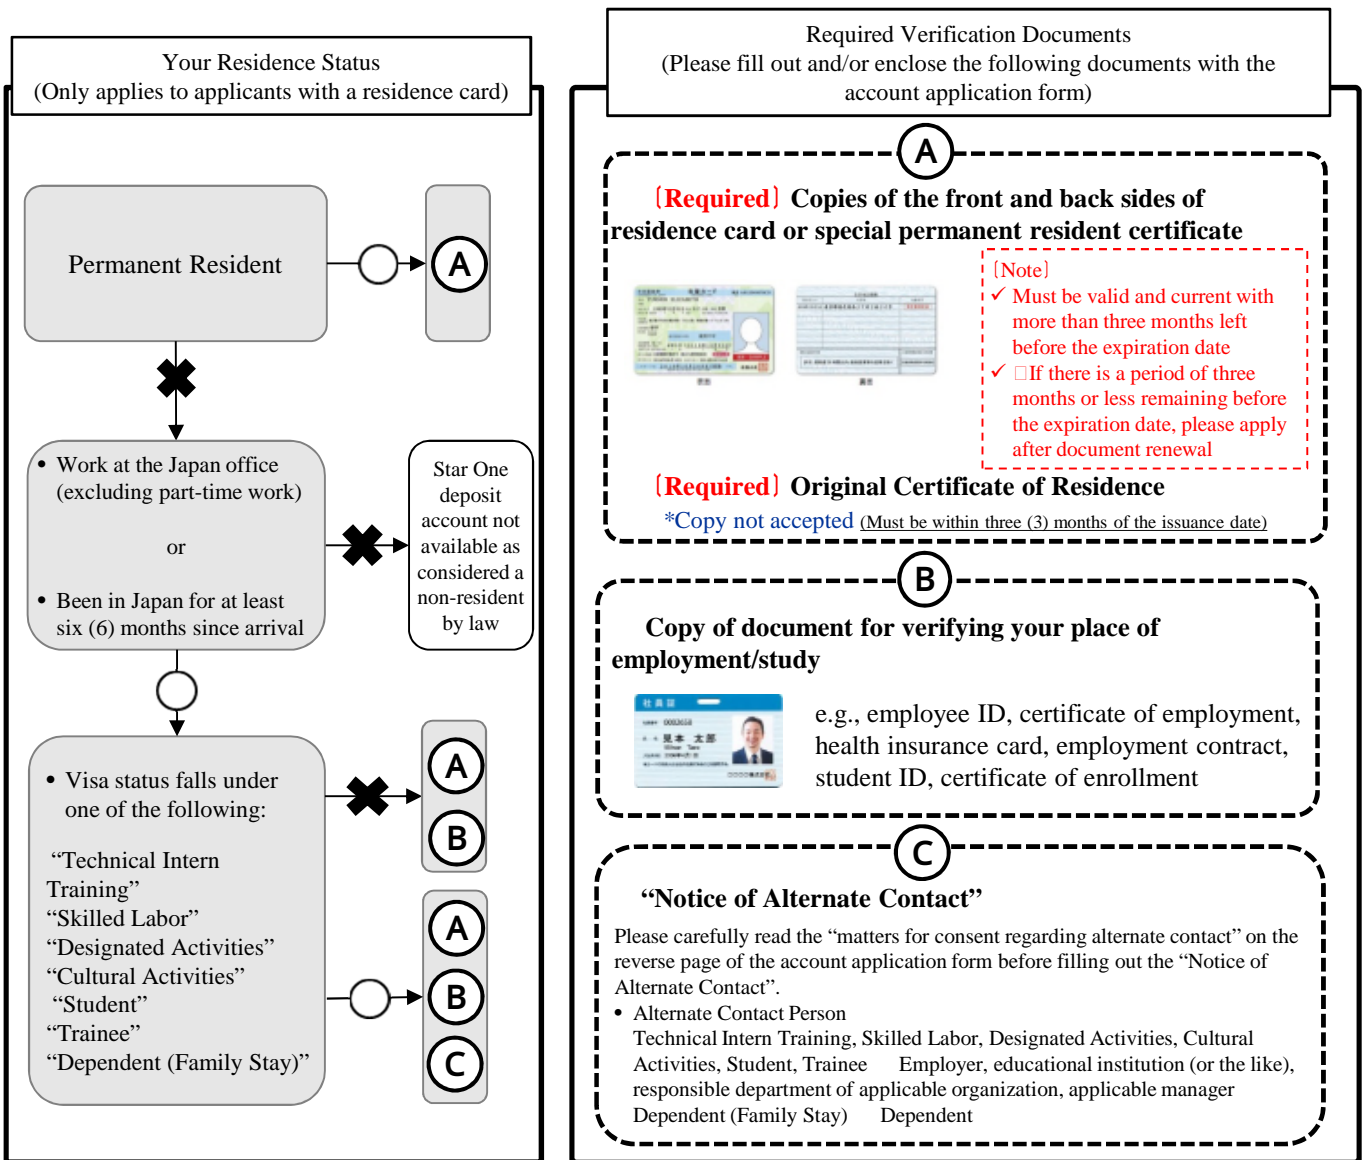 Your Residence Status
(Only applies to applicants with a residence card)
Permanent Resident
A
• Work at the Japan office
(excluding part-time work)
or
• Been in Japan for at least
six (6) months since arrival
Star One
deposit
account not
available as
considered a
non-resident
by law
• Visa status falls under
one of the following:
“Technical Intern
Training”
“Skilled Labor”
“Designated Activities”
“Cultural Activities”
“Student”
“Trainee”
“Dependent (Family Stay)”
A
B
A
B
C
Required Verification Documents
(Please fill out and/or enclose the following documents with the
account application form)
A
〔Required〕Copies of the front and back sides of
residence card or special permanent resident certificate
〔Note〕
✓ Must be valid and current with
more than three months left
before the expiration date
✓ □If there is a period of three
months or less remaining before
the expiration date, please apply
after document renewal
〔Required〕Original Certificate of Residence
*Copy not accepted (Must be within three (3) months of the issuance date)
B
Copy of document for verifying your place of
employment/study
社員証
見本 太郎
e.g., employee ID, certificate of employment,
health insurance card, employment contract,
student ID, certificate of enrollment
C
“Notice of Alternate Contact”
Please carefully read the “matters for consent regarding alternate contact” on the
reverse page of the account application form before filling out the “Notice of
Alternate Contact”.
• Alternate Contact Person
Technical Intern Training, Skilled Labor, Designated Activities, Cultural
Activities, Student, Trainee Employer, educational institution (or the like),
responsible department of applicable organization, applicable manager
Dependent (Family Stay) Dependent